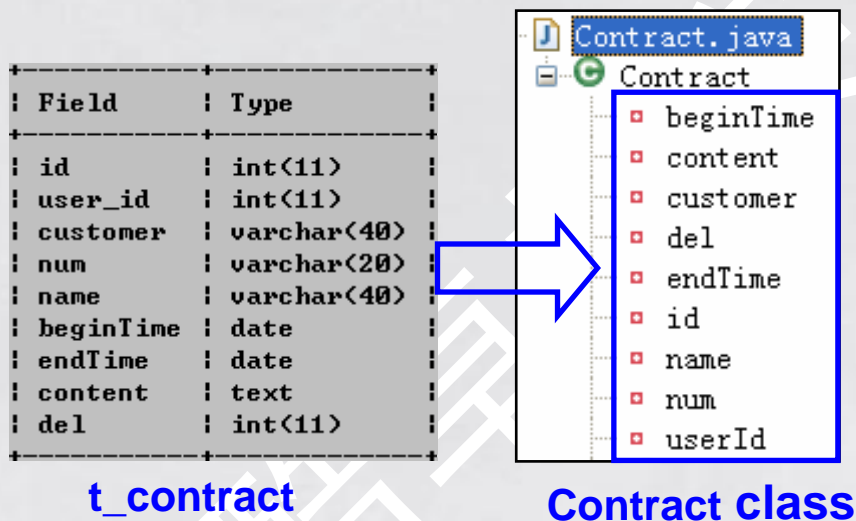 Field Type
id int(11)
user_id int(11)
customer varchar(40)
num varchar(20)
name varchar(40)
beginTime date
endTime date
content text
del int(11)
t_contract
Contract.java
Contract
beginTime
content
customer
del
endTime
id
name
num
userId
Contract class